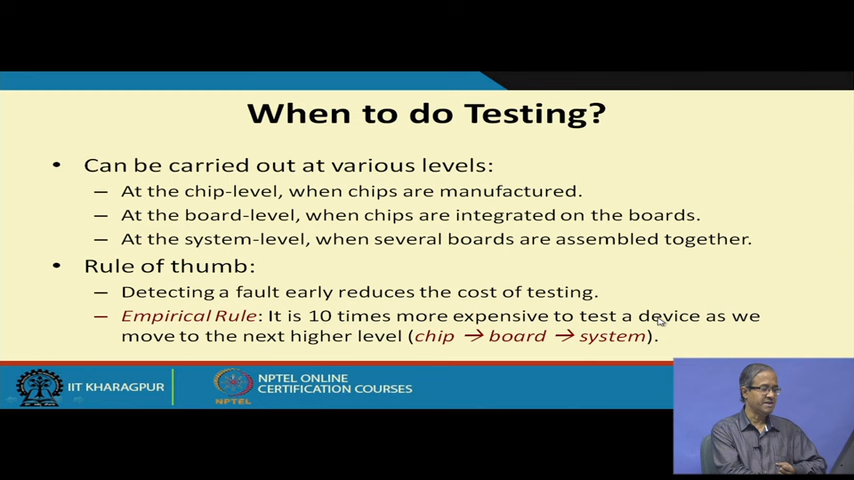 When to do Testing?
• Can be carried out at various levels:
– At the chip-level, when chips are manufactured.
– At the board-level, when chips are integrated on the boards.
– At the system-level, when several boards are assembled together.
• Rule of thumb:
– Detecting a fault early reduces the cost of testing.
– Empirical Rule: It is 10 times more expensive to test a device as we
move to the next higher level (chip → board → system).
IIT KHARAGPUR
NPTEL
NPTEL ONLINE
CERTIFICATION COURSES